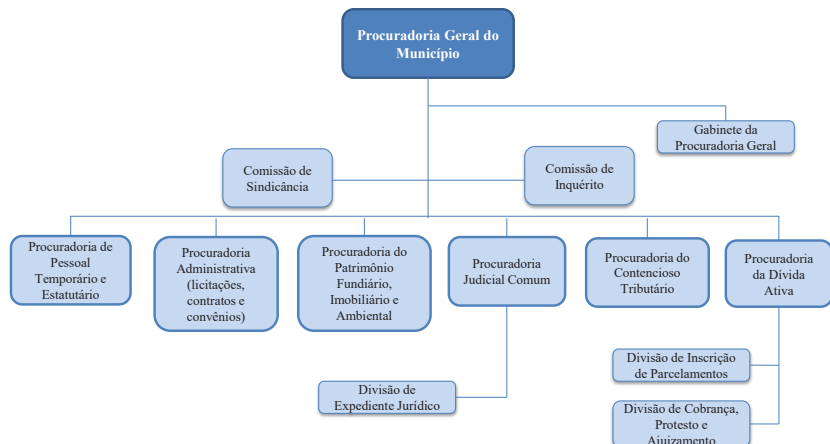 Procuradoria Geral do
Município
Gabinete da
Procuradoria Geral
Comissão de
Sindicância
Comissão de
Inquérito
Procuradoria de
Pessoal
Temporário e
Estatutário
Procuradoria
Administrativa
(licitações,
contratos e
convênios)
Procuradoria do
Patrimônio
Fundiário,
Imobiliário e
Ambiental
Procuradoria
Judicial Comum
Procuradoria do
Contencioso
Tributário
Procuradoria
da Dívida
Ativa
Divisão de Inscrição
de Parcelamentos
Divisão de
Expediente Jurídico
Divisão de Cobrança,
Protesto e
Ajuizamento